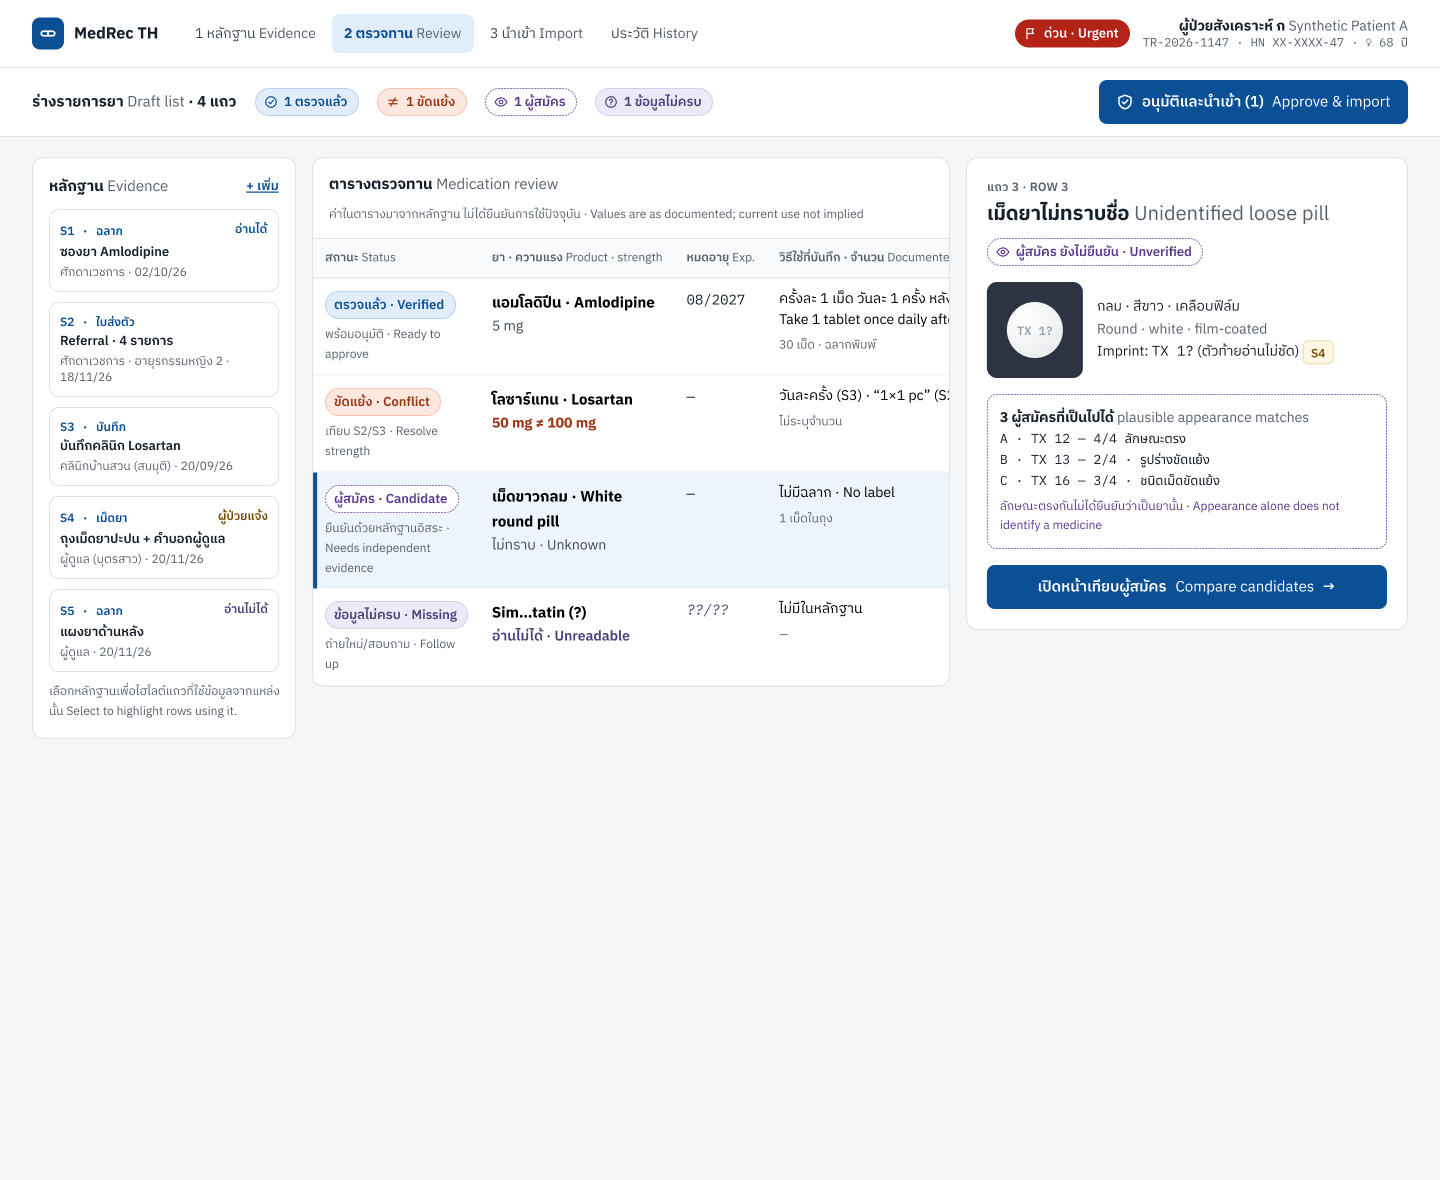 MedRec TH
1 หลักฐาน Evidence
2 ตรวจทาน Review
3 นำเข้า Import
ประวัติ History
ด่วน · Urgent
ผู้ป่วยสังเคราะห์ ก Synthetic Patient A
TR-2026-1147 · HN XX-XXXX-47 · ♀ 68 ปี
ร่างรายการยา Draft list · 4 แถว
1 ตรวจแล้ว
≠ 1 ขัดแย้ง
1 ผู้สมัคร
1 ข้อมูลไม่ครบ
อนุมัติและนำเข้า (1) Approve & import
หลักฐาน Evidence
+ เพิ่ม
S1 · ฉลาก
อ่านได้
ซองยา Amlodipine
ศักดาเวชการ · 02/10/26
S2 · ใบส่งตัว
Referral · 4 รายการ
ศักดาเวชการ · อายุรกรรมหญิง 2 ·
18/11/26
S3 · บันทึก
บันทึกคลินิก Losartan
คลินิกบ้านสวน (สมมุติ) · 20/09/26
S4 · เม็ดยา
ผู้ป่วยแจ้ง
ถุงเม็ดยาปะปน + คำบอกผู้ดูแล
ผู้ดูแล (บุตรสาว) · 20/11/26
S5 · ฉลาก
อ่านไม่ได้
แผงยาด้านหลัง
ผู้ดูแล · 20/11/26
เลือกหลักฐานเพื่อไฮไลต์แถวที่ใช้ข้อมูลจากแหล่ง
นั้น Select to highlight rows using it.
ตารางตรวจทาน Medication review
ค่าในตารางมาจากหลักฐาน ไม่ได้ยืนยันการใช้ปัจจุบัน · Values are as documented; current use not implied
สถานะ Status
ยา · ความแรง Product · strength
หมดอายุ Exp.
วิธีใช้ที่บันทึก · จำนวน Documente
ตรวจแล้ว · Verified
พร้อมอนุมัติ · Ready to
approve
แอมโลดิปีน · Amlodipine
5 mg
08/2027
ครั้งละ 1 เม็ด วันละ 1 ครั้ง หลัง
Take 1 tablet once daily afte
30 เม็ด · ฉลากพิมพ์
ขัดแย้ง · Conflict
เทียบ S2/S3 · Resolve
strength
โลซาร์แทน · Losartan
50 mg ≠ 100 mg
—
วันละครั้ง (S3) · “1×1 pc” (S2
ไม่ระบุจำนวน
ผู้สมัคร · Candidate
ยืนยันด้วยหลักฐานอิสระ ·
Needs independent
evidence
เม็ดขาวกลม · White
round pill
ไม่ทราบ · Unknown
—
ไม่มีฉลาก · No label
1 เม็ดในถุง
ข้อมูลไม่ครบ · Missing
ถ่ายใหม่/สอบถาม · Follow
up
Sim…tatin (?)
อ่านไม่ได้ · Unreadable
??/??
ไม่มีในหลักฐาน
—
แถว 3 · ROW 3
เม็ดยาไม่ทราบชื่อ Unidentified loose pill
ผู้สมัคร ยังไม่ยืนยัน · Unverified
TX 1?
กลม · สีขาว · เคลือบฟิล์ม
Round · white · film-coated
Imprint: TX 1? (ตัวท้ายอ่านไม่ชัด) S4
3 ผู้สมัครที่เป็นไปได้ plausible appearance matches
A · TX 12 — 4/4 ลักษณะตรง
B · TX 13 — 2/4 · รูปร่างขัดแย้ง
C · TX 16 — 3/4 · ชนิดเม็ดขัดแย้ง
ลักษณะตรงกันไม่ได้ยืนยันว่าเป็นยานั้น · Appearance alone does not
identify a medicine
เปิดหน้าเทียบผู้สมัคร Compare candidates →